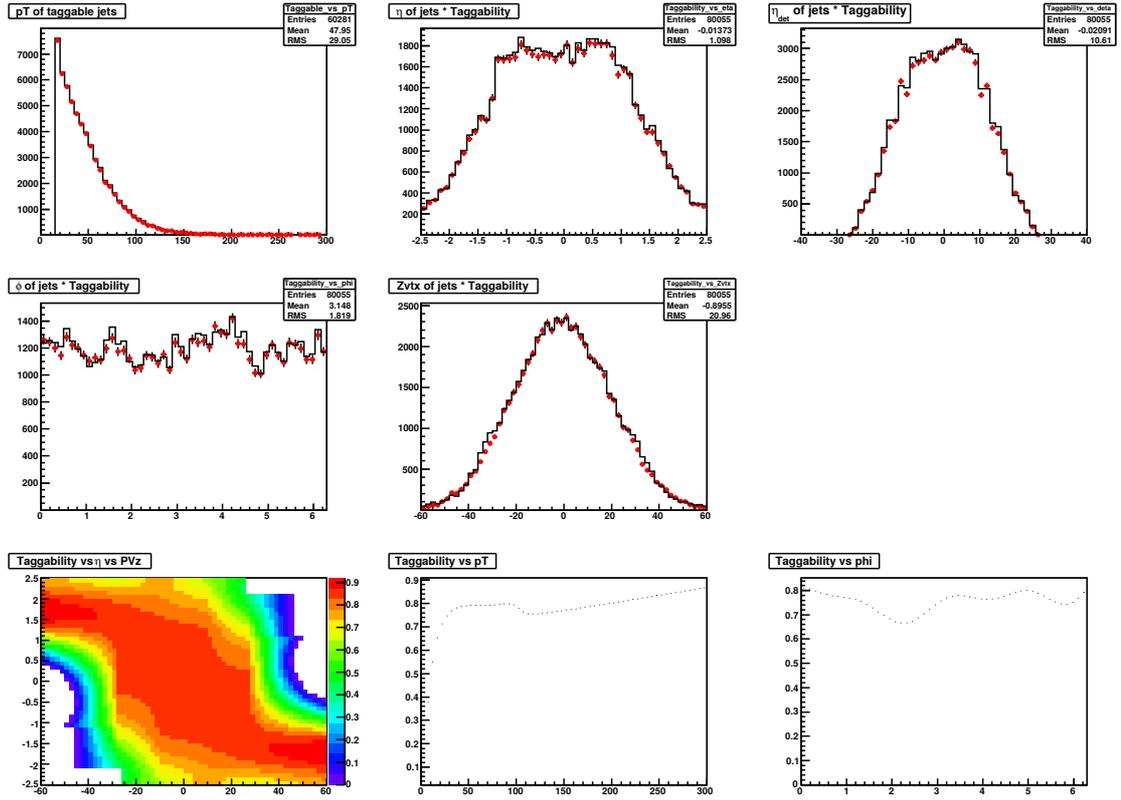 pT of taggable jets
Taggable_vs_pT
Entries 60281
Mean 47.95
RMS 29.05
7000
6000
5000
4000
3000
2000
1000
0 50 100 150 200 250 300
η of jets * Taggability
Taggability_vs_eta
Entries 80055
Mean -0.01373
RMS 1.098
1800
1600
1400
1200
1000
800
600
400
200
-2.5 -2 -1.5 -1 -0.5 0 0.5 1 1.5 2 2.5
ηdet of jets * Taggability
Taggability_vs_deta
Entries 80055
Mean -0.02091
RMS 10.61
3000
2500
2000
1500
1000
500
-40 -30 -20 -10 0 10 20 30 40
ϕ of jets * Taggability
Taggability_vs_phi
Entries 80055
Mean 3.148
RMS 1.819
1400
1200
1000
800
600
400
200
0 1 2 3 4 5 6
Zvtx of jets * Taggability
Taggability_vs_Zvtx
Entries 80055
Mean -0.8955
RMS 20.96
2500
2000
1500
1000
500
-60 -40 -20 0 20 40 60
Taggability vs η vs PVz
2.5
2
1.5
1
0.5
0
-0.5
-1
-1.5
-2
-2.5
-60 -40 -20 0 20 40 60
0.9
0.8
0.7
0.6
0.5
0.4
0.3
0.2
0.1
0
Taggability vs pT
0.9
0.8
0.7
0.6
0.5
0.4
0.3
0.2
0.1
0 50 100 150 200 250 300
Taggability vs phi
0.8
0.7
0.6
0.5
0.4
0.3
0.2
0.1
0
0 1 2 3 4 5 6